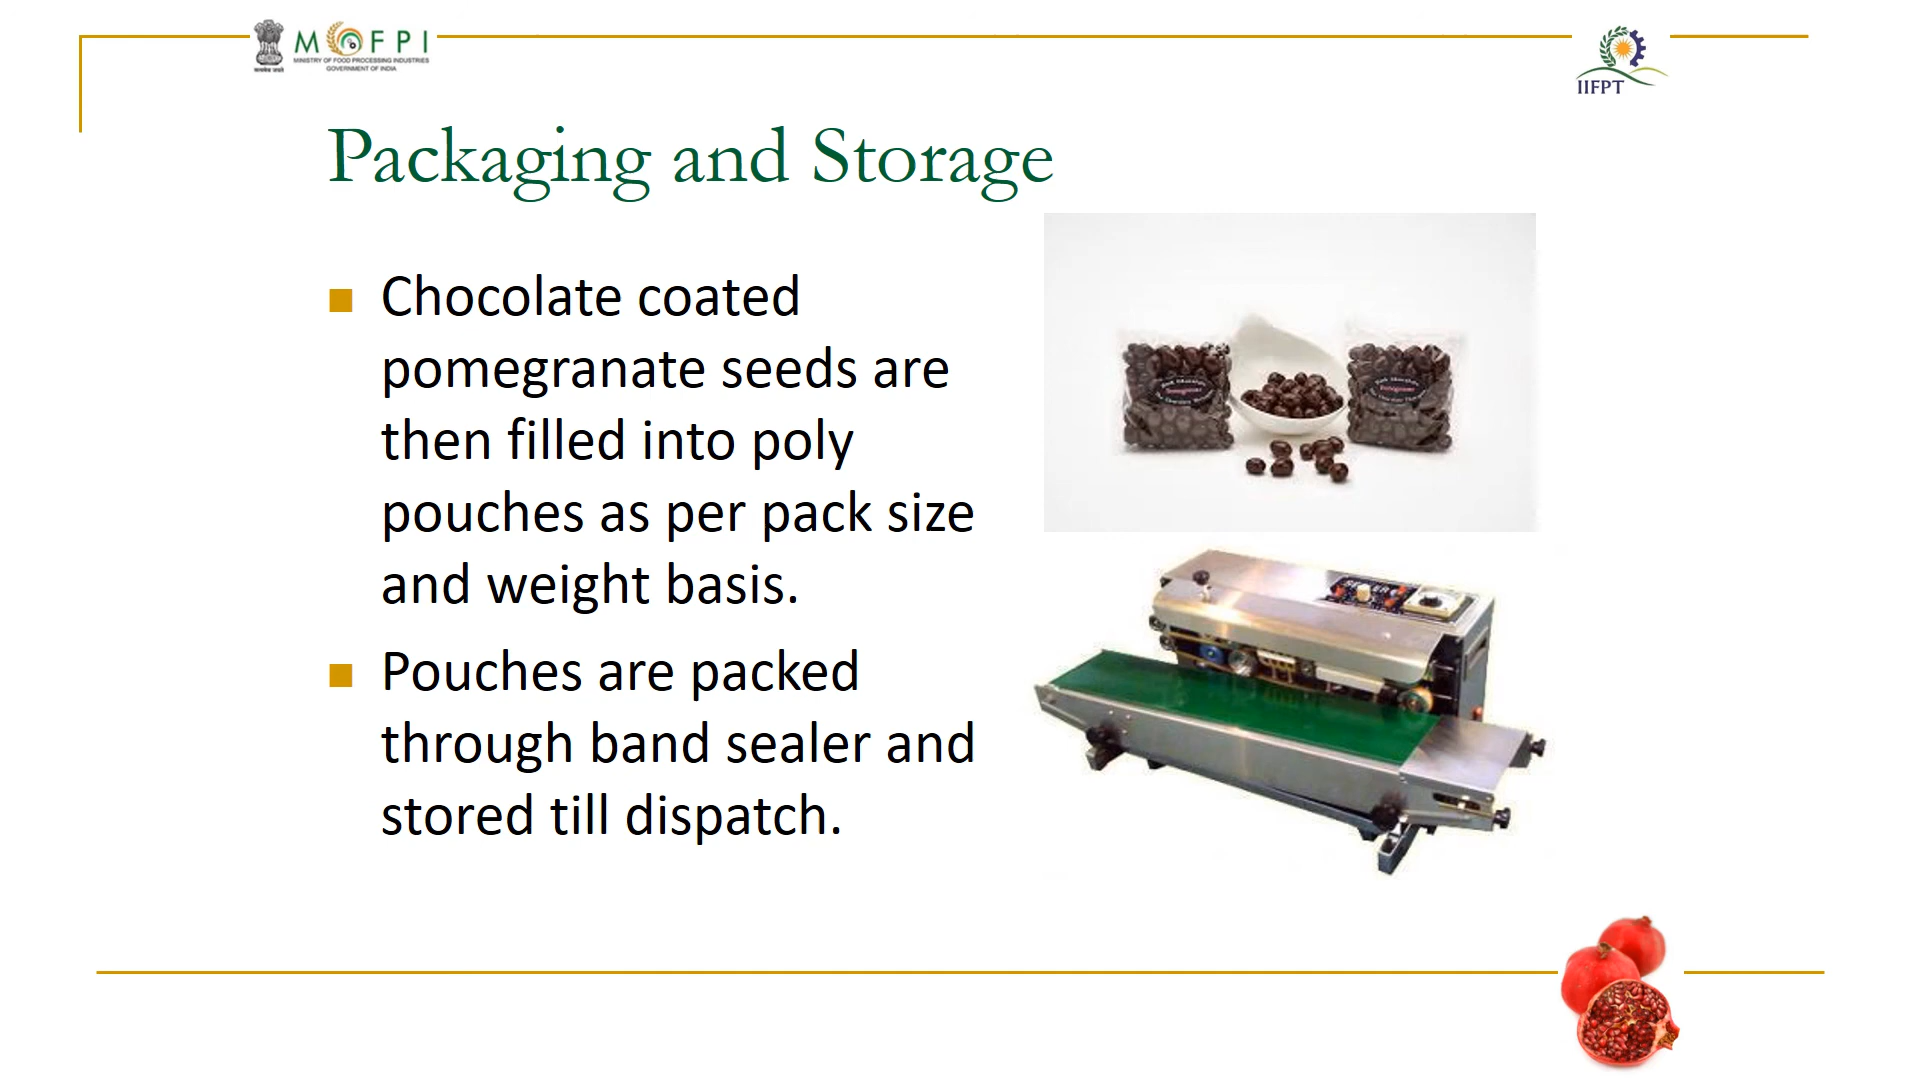 M FPI
MINISTRY OF FOOD PROCESSING INDUSTRIES
GOVERNMENT OF INDIA
IIFPT
Packaging and Storage
Chocolate coated
pomegranate seeds are
then filled into poly
pouches as per pack size
and weight basis.
Pouches are packed
through band sealer and
stored till dispatch.